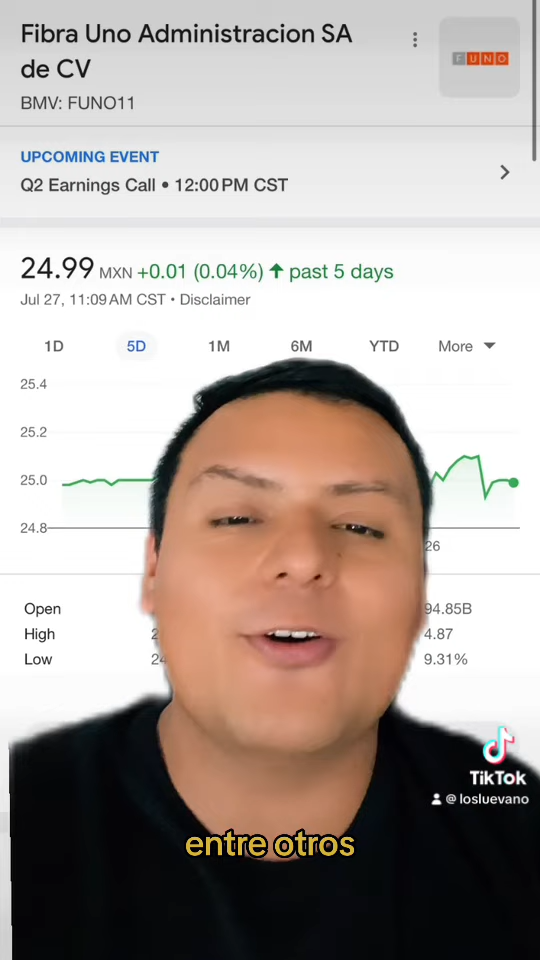 Fibra Uno Administracion SA
de CV
BMV: FUNO11
FUNO
UPCOMING EVENT
Q2 Earnings Call • 12:00 PM CST
24.99 MXN +0.01 (0.04%) ↑ past 5 days
Jul 27, 11:09 AM CST • Disclaimer
1D 5D 1M 6M YTD More
25.4
25.2
25.0
24.8
26
Open 94.85B
High 2 4.87
Low 24 9.31%
TikTok
@ losluevano
entre otros